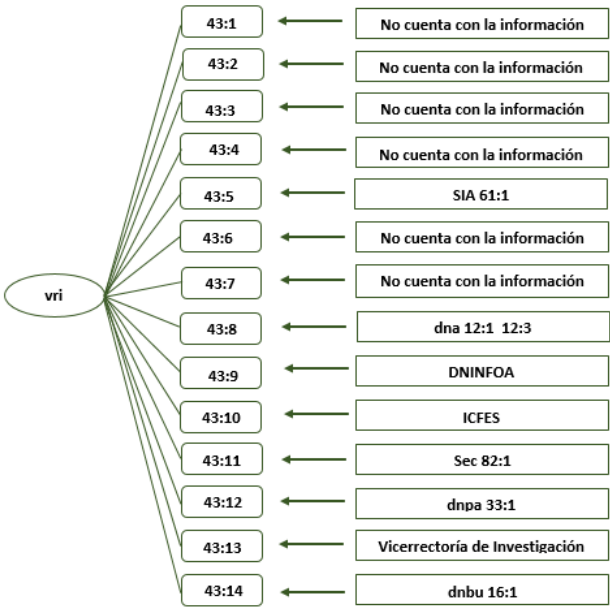 43:1 No cuenta con la información
43:2 No cuenta con la información
43:3 No cuenta con la información
43:4 No cuenta con la información
43:5 SIA 61:1
43:6 No cuenta con la información
43:7 No cuenta con la información
vri
43:8 dna 12:1 12:3
43:9 DNINFOA
43:10 ICFES
43:11 Sec 82:1
43:12 dnpa 33:1
43:13 Vicerrectoría de Investigación
43:14 dnbu 16:1